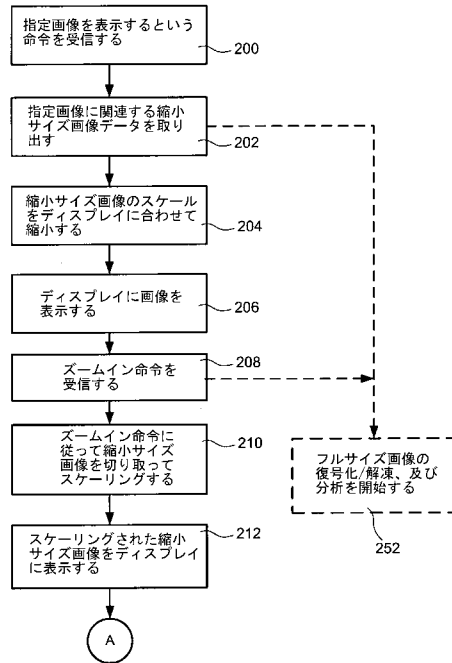 指定画像を表示するという
命令を受信する
200
指定画像に関連する縮小
サイズ画像データを取り
出す
202
縮小サイズ画像のスケール
をディスプレイに合わせて
縮小する
204
ディスプレイに画像を
表示する
206
ズームイン命令を
受信する
208
ズームイン命令に
従って縮小サイズ
画像を切り取って
スケーリングする
210
フルサイズ画像の
復号化/解凍、及び
分析を開始する
252
スケーリングされた縮小
サイズ画像をディスプレイ
に表示する
212
A